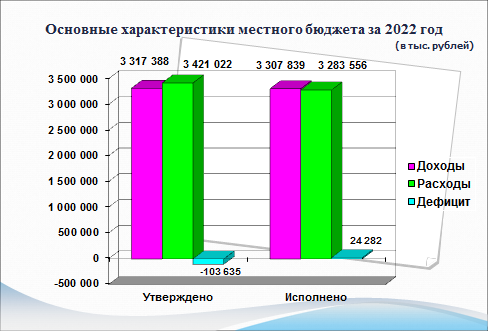 Основные характеристики местного бюджета за 2022 год
(в тыс. рублей)
3 317 388 3 421 022 3 307 839 3 283 556
3 500 000
3 000 000
2 500 000
2 000 000
1 500 000
1 000 000
500 000
0
-500 000
-103 635
24 282
Утверждено Исполнено
Доходы
Расходы
Дефицит